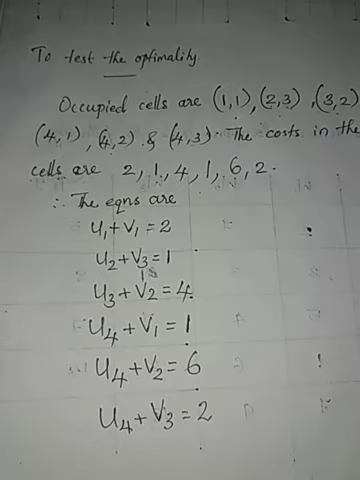 To test the optimality
Occupied cells are (1,1), (2,3), (3,2)
(4,1), (4,2) & (4,3). The costs in the
cells are 2, 1, 4, 1, 6, 2.
∴ The eqns are
U₁+V₁ = 2
U₂+V₃ = 1
U₃+V₂ = 4
U₄+V₁ = 1
U₄+V₂ = 6
U₄+V₃ = 2